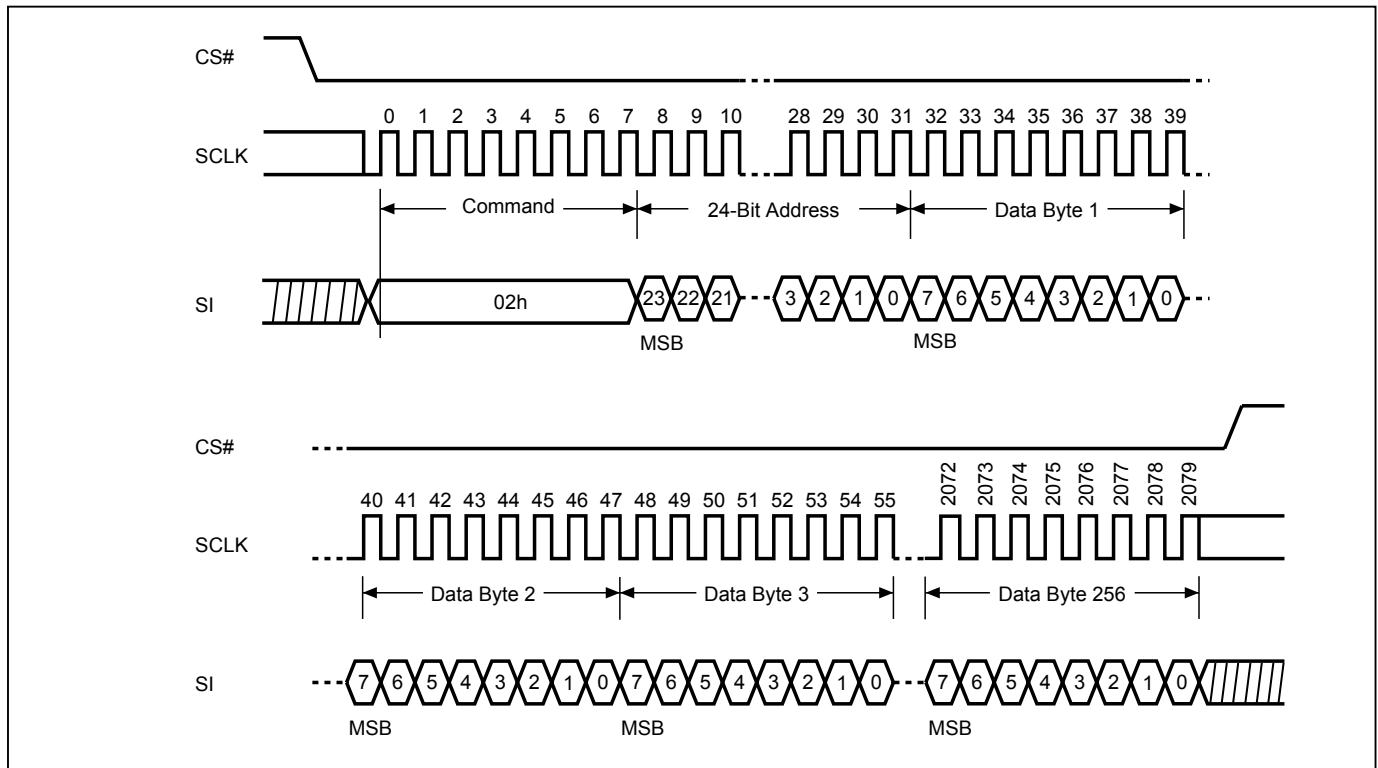 CS#
0 1 2 3 4 5 6 7 8 9 10 28 29 30 31 32 33 34 35 36 37 38 39
SCLK
Command 24-Bit Address Data Byte 1
SI 02h 23 22 21 3 2 1 0 7 6 5 4 3 2 1 0
MSB MSB
CS#
40 41 42 43 44 45 46 47 48 49 50 51 52 53 54 55 2072 2073 2074 2075 2076 2077 2078 2079
SCLK
Data Byte 2 Data Byte 3 Data Byte 256
SI 7 6 5 4 3 2 1 0 7 6 5 4 3 2 1 0 7 6 5 4 3 2 1 0
MSB MSB MSB